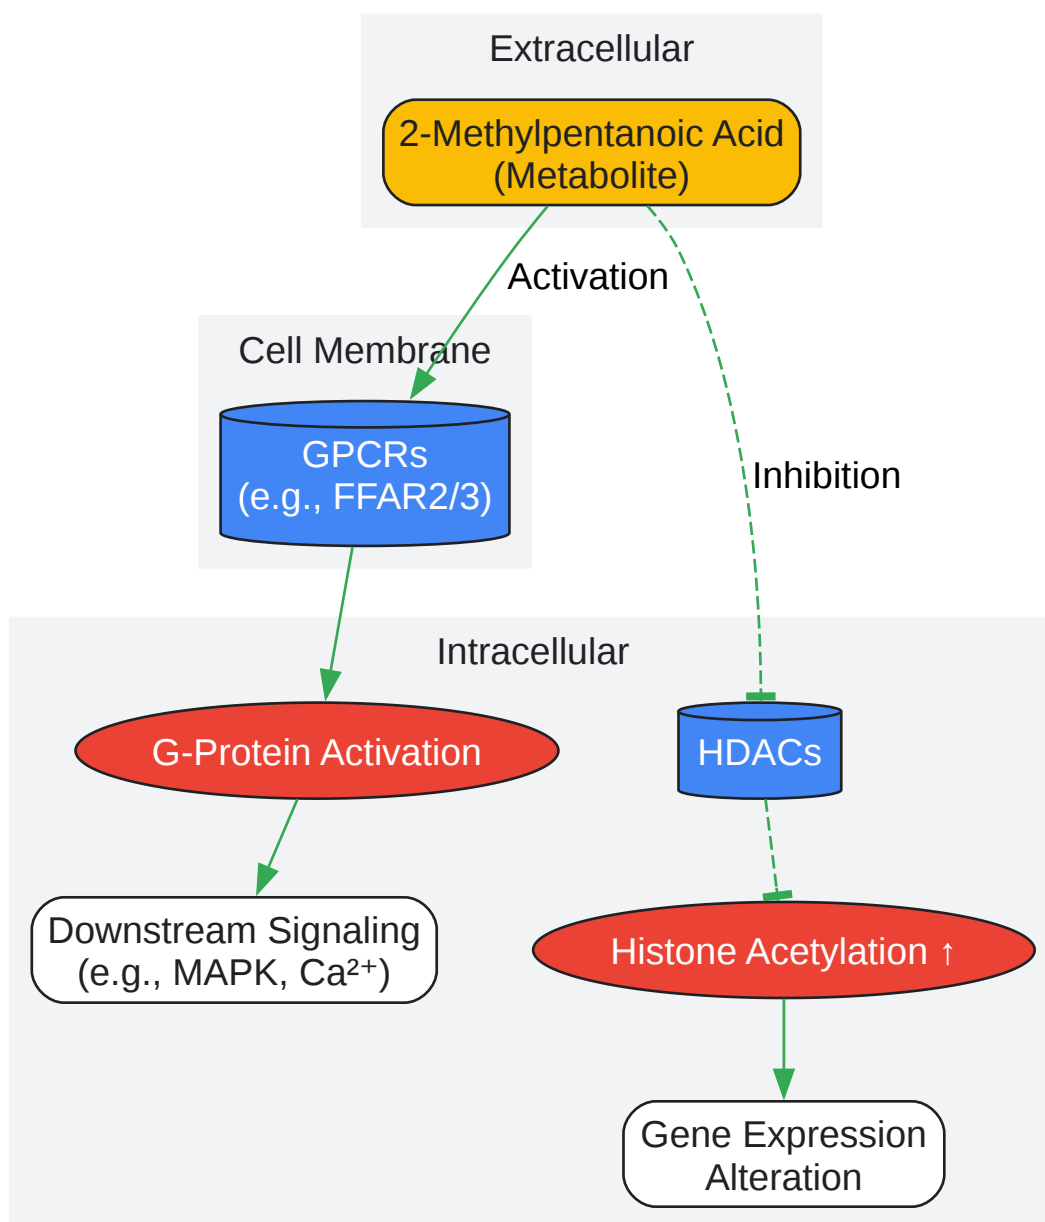 Extracellular
2-Methylpentanoic Acid
(Metabolite)
Activation
Cell Membrane
GPCRs
(e.g., FFAR2/3)
Inhibition
Intracellular
G-Protein Activation
HDACs
Downstream Signaling
(e.g., MAPK, Ca²⁺)
Histone Acetylation ↑
Gene Expression
Alteration